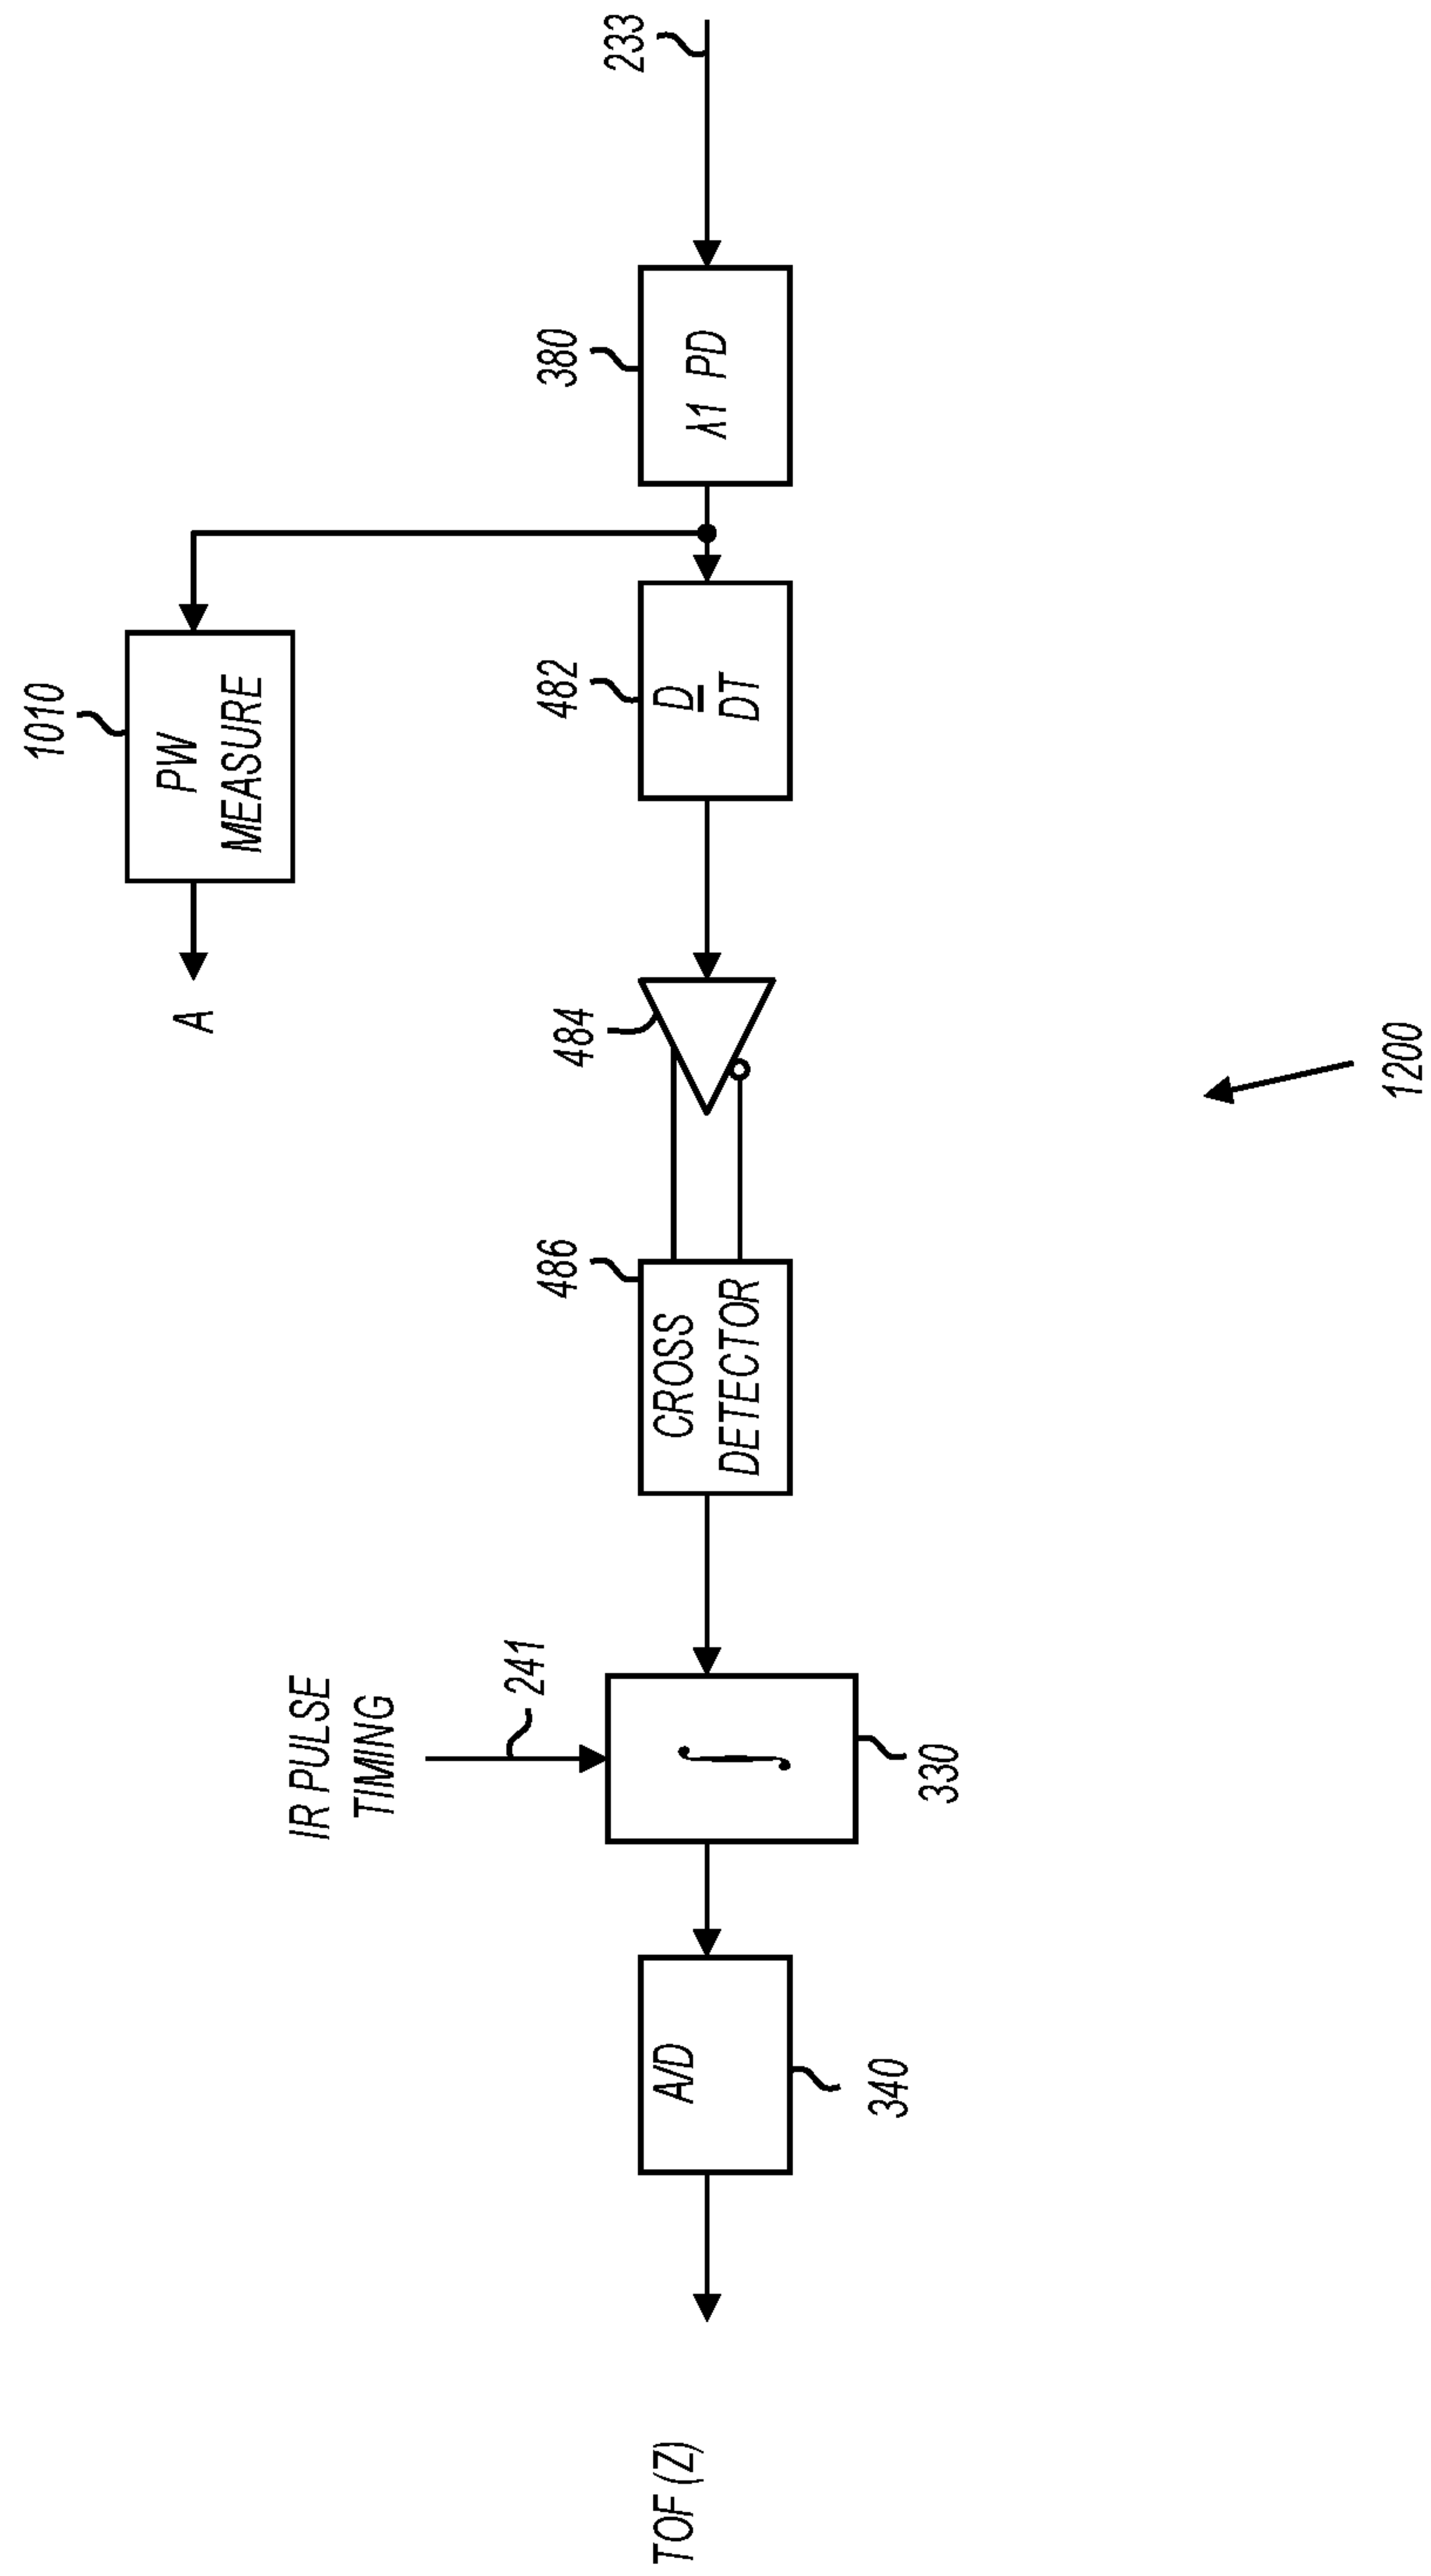 1010
PW
MEASURE
A
IR PULSE
TIMING
241
TOF (Z)
A/D
340
∫
330
486
CROSS
DETECTOR
484
482
D
DT
380
λ1 PD
233
1200